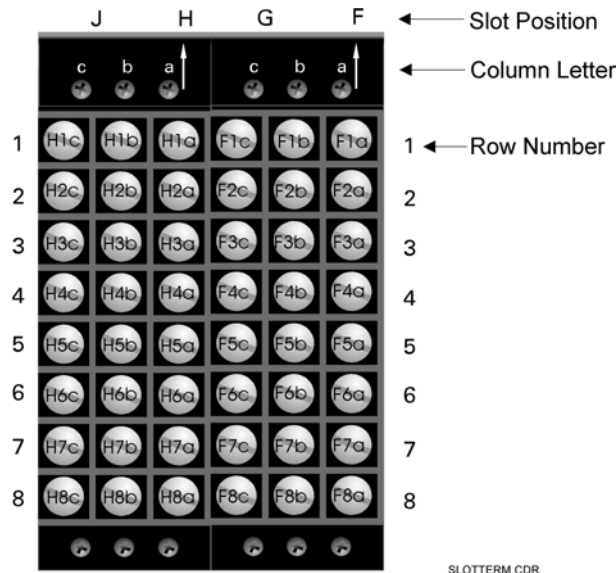 J H G F Slot Position
c b a c b a Column Letter
1 H1c H1b H1a F1c F1b F1a 1 Row Number
2 H2c H2b H2a F2c F2b F2a 2
3 H3c H3b H3a F3c F3b F3a 3
4 H4c H4b H4a F4c F4b F4a 4
5 H5c H5b H5a F5c F5b F5a 5
6 H6c H6b H6a F6c F6b F6a 6
7 H7c H7b H7a F7c F7b F7a 7
8 H8c H8b H8a F8c F8b F8a 8
SLOTTERM.CDR